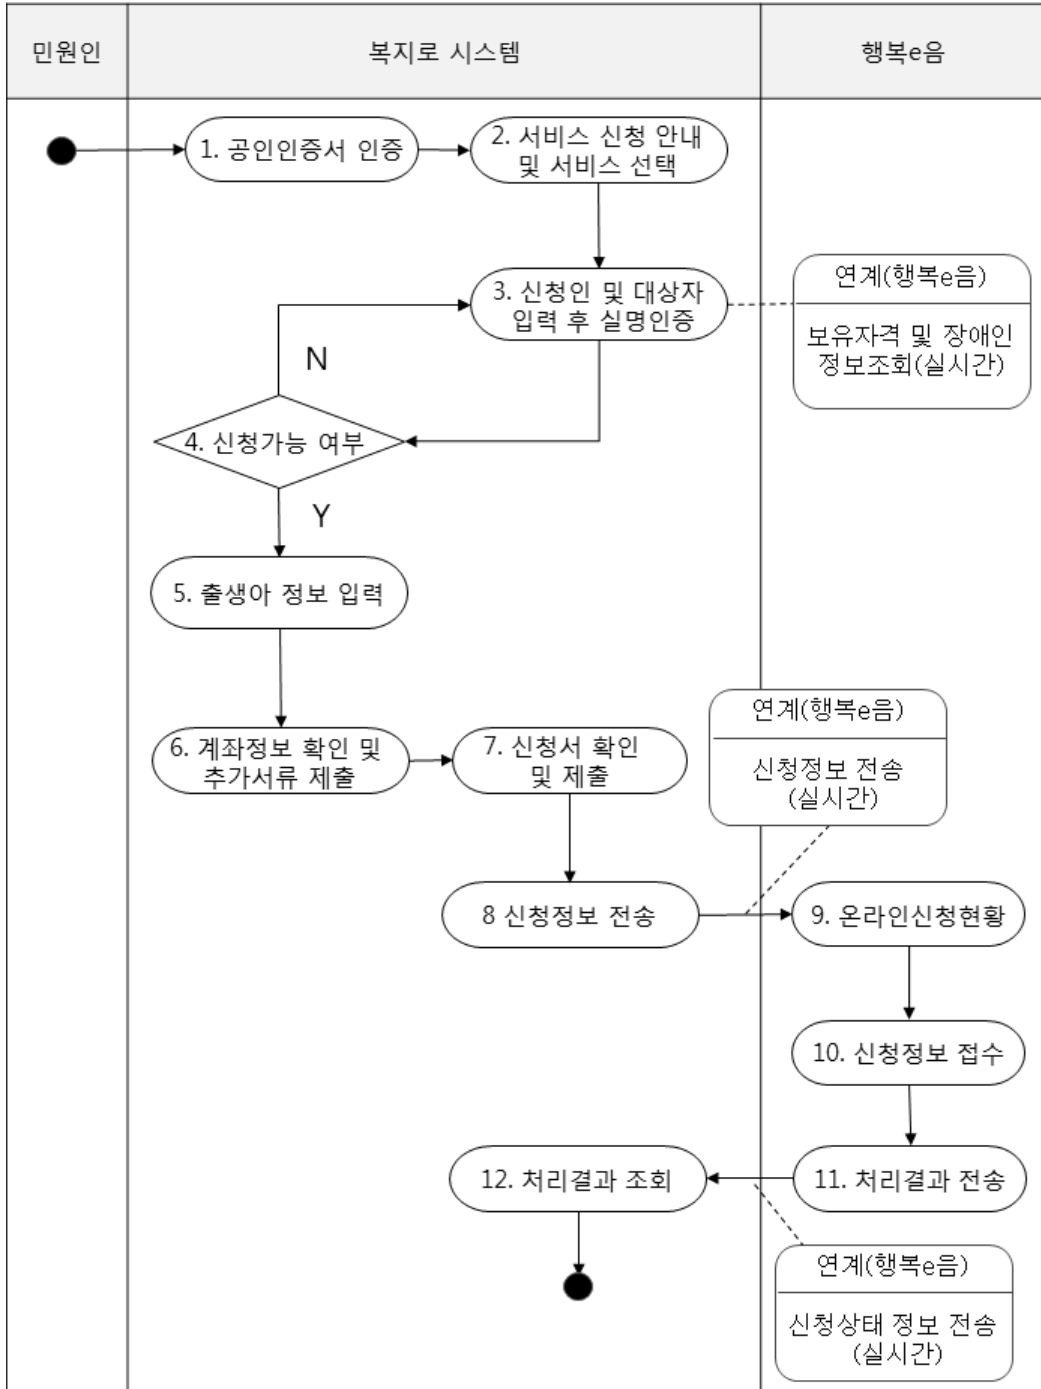 민원인
복지로 시스템
행복e음
1. 공인인증서 인증
2. 서비스 신청 안내
및 서비스 선택
3. 신청인 및 대상자
입력 후 실명인증
연계(행복e음)
보유자격 및 장애인
정보조회(실시간)
N
4. 신청가능 여부
Y
5. 출생아 정보 입력
6. 계좌정보 확인 및
추가서류 제출
7. 신청서 확인
및 제출
연계(행복e음)
신청정보 전송
(실시간)
8 신청정보 전송
9. 온라인신청현황
10. 신청정보 접수
11. 처리결과 전송
12. 처리결과 조회
연계(행복e음)
신청상태 정보 전송
(실시간)